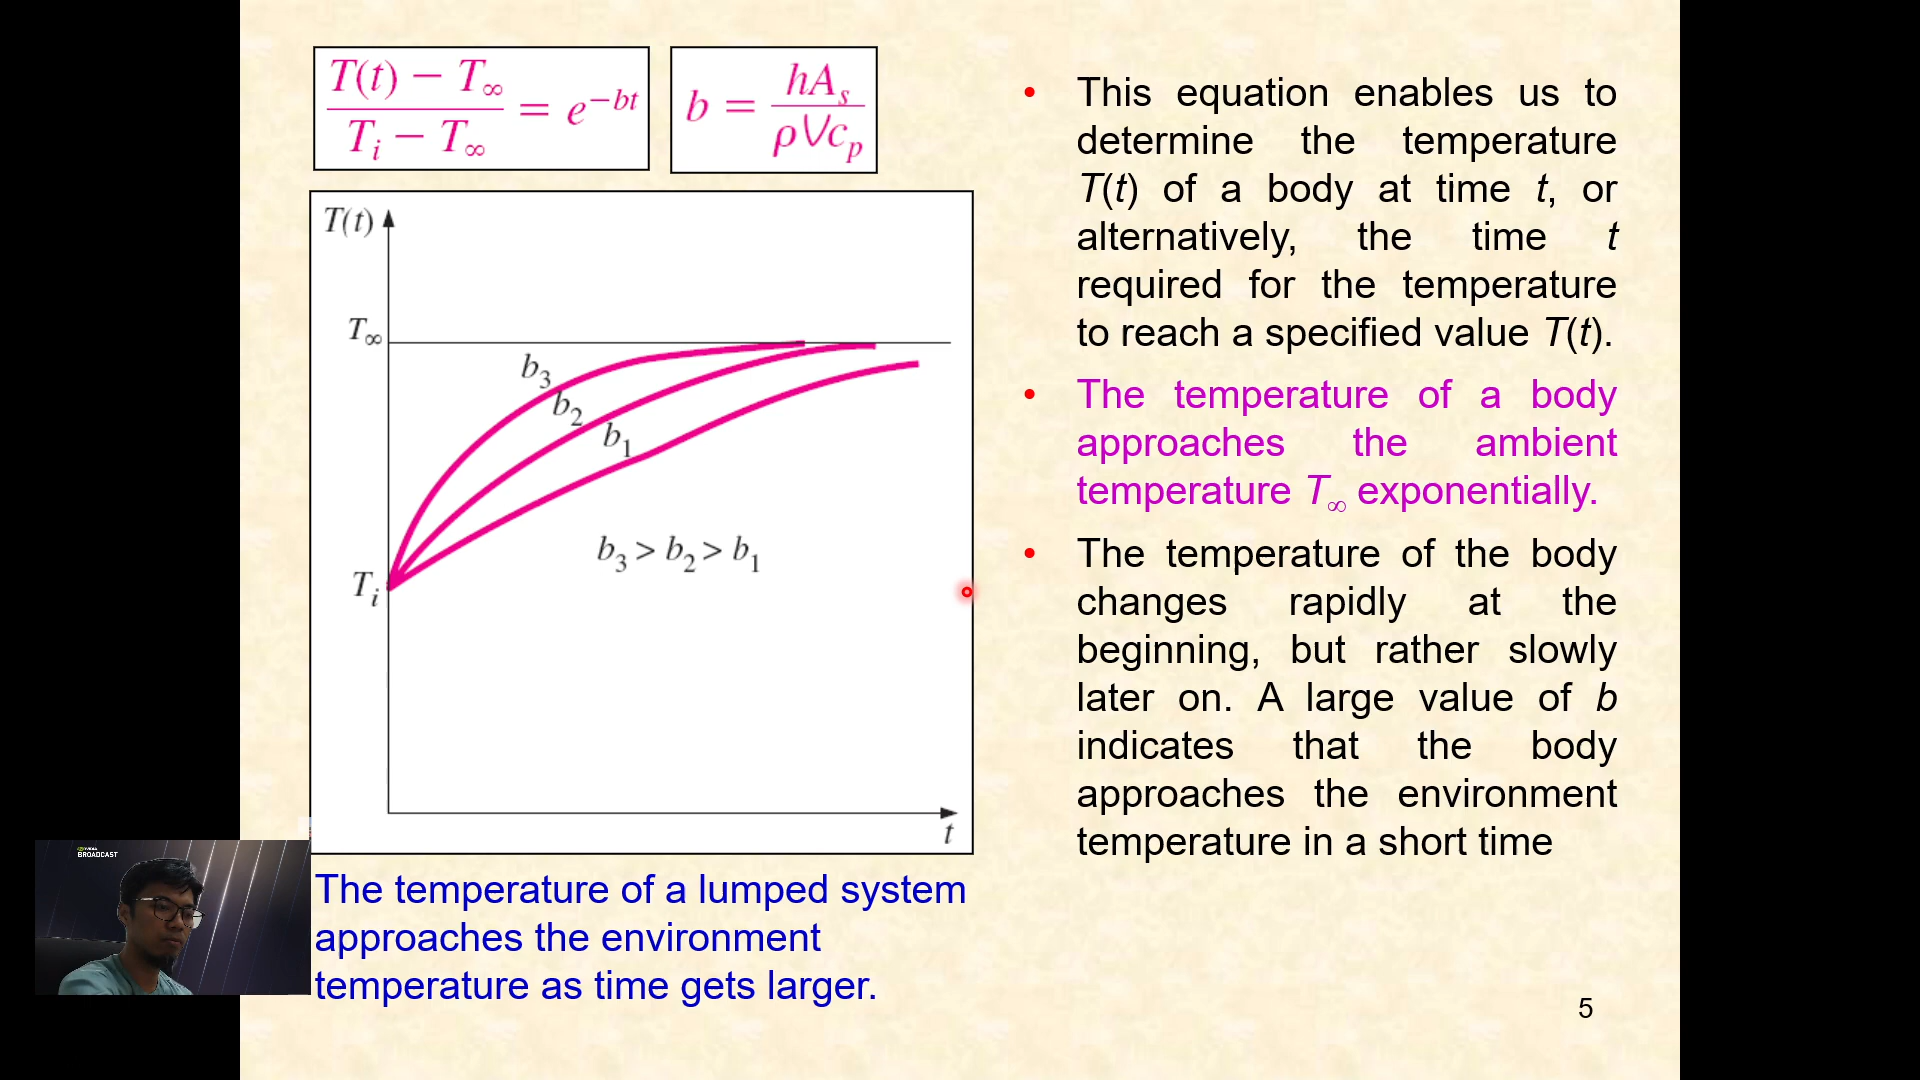 T(t) − T∞
Ti − T∞
= e^−bt
b =
hAs
ρVcp
T(t)
T∞
b3
b2
b1
b3 > b2 > b1
Ti
t
NVIDIA
BROADCAST
The temperature of a lumped system
approaches the environment
temperature as time gets larger.
• This equation enables us to
determine the temperature
T(t) of a body at time t, or
alternatively, the time t
required for the temperature
to reach a specified value T(t).
• The temperature of a body
approaches the ambient
temperature T∞ exponentially.
• The temperature of the body
changes rapidly at the
beginning, but rather slowly
later on. A large value of b
indicates that the body
approaches the environment
temperature in a short time
5